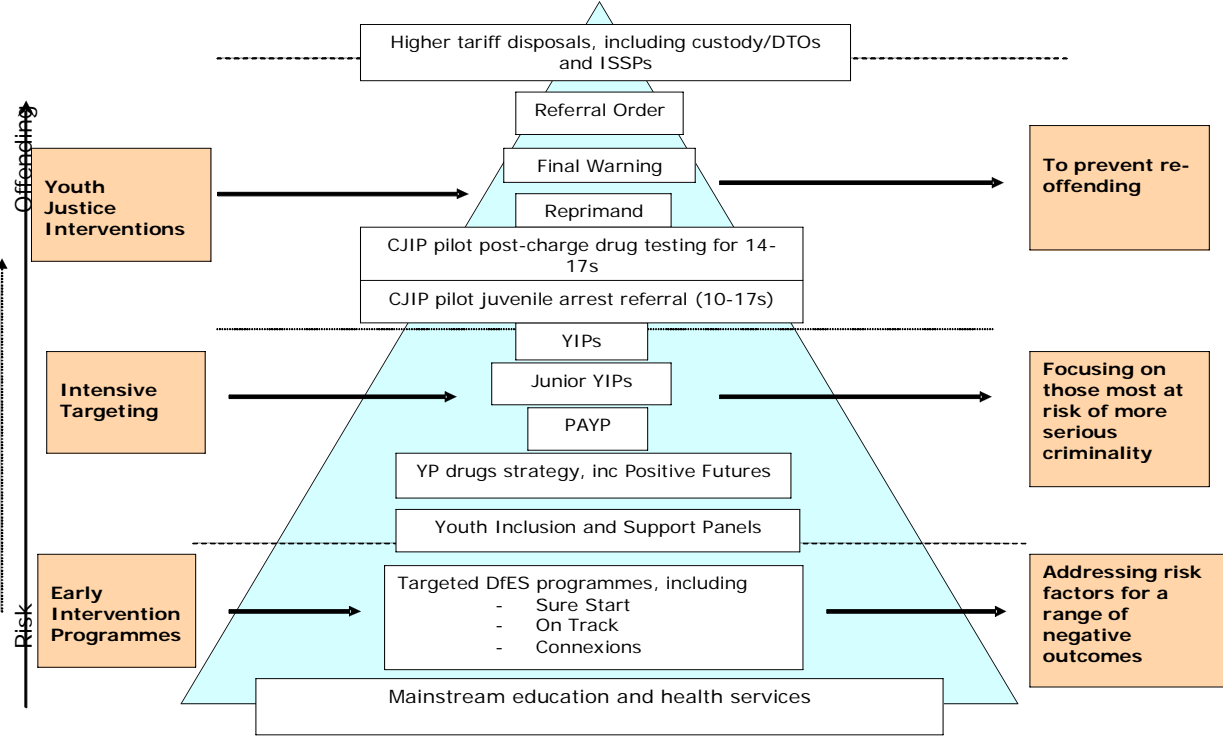 Higher tariff disposals, including custody/DTOs
and ISSPs
Offending
Referral Order
Youth
Justice
Interventions
Final Warning
To prevent re-
offending
Reprimand
CJIP pilot post-charge drug testing for 14-
17s
CJIP pilot juvenile arrest referral (10-17s)
YIPs
Intensive
Targeting
Junior YIPs
Focusing on
those most at
risk of more
serious
criminality
PAYP
YP drugs strategy, inc Positive Futures
Youth Inclusion and Support Panels
Risk
Early
Intervention
Programmes
Targeted DfES programmes, including
- Sure Start
- On Track
- Connexions
Addressing risk
factors for a
range of
negative
outcomes
Mainstream education and health services